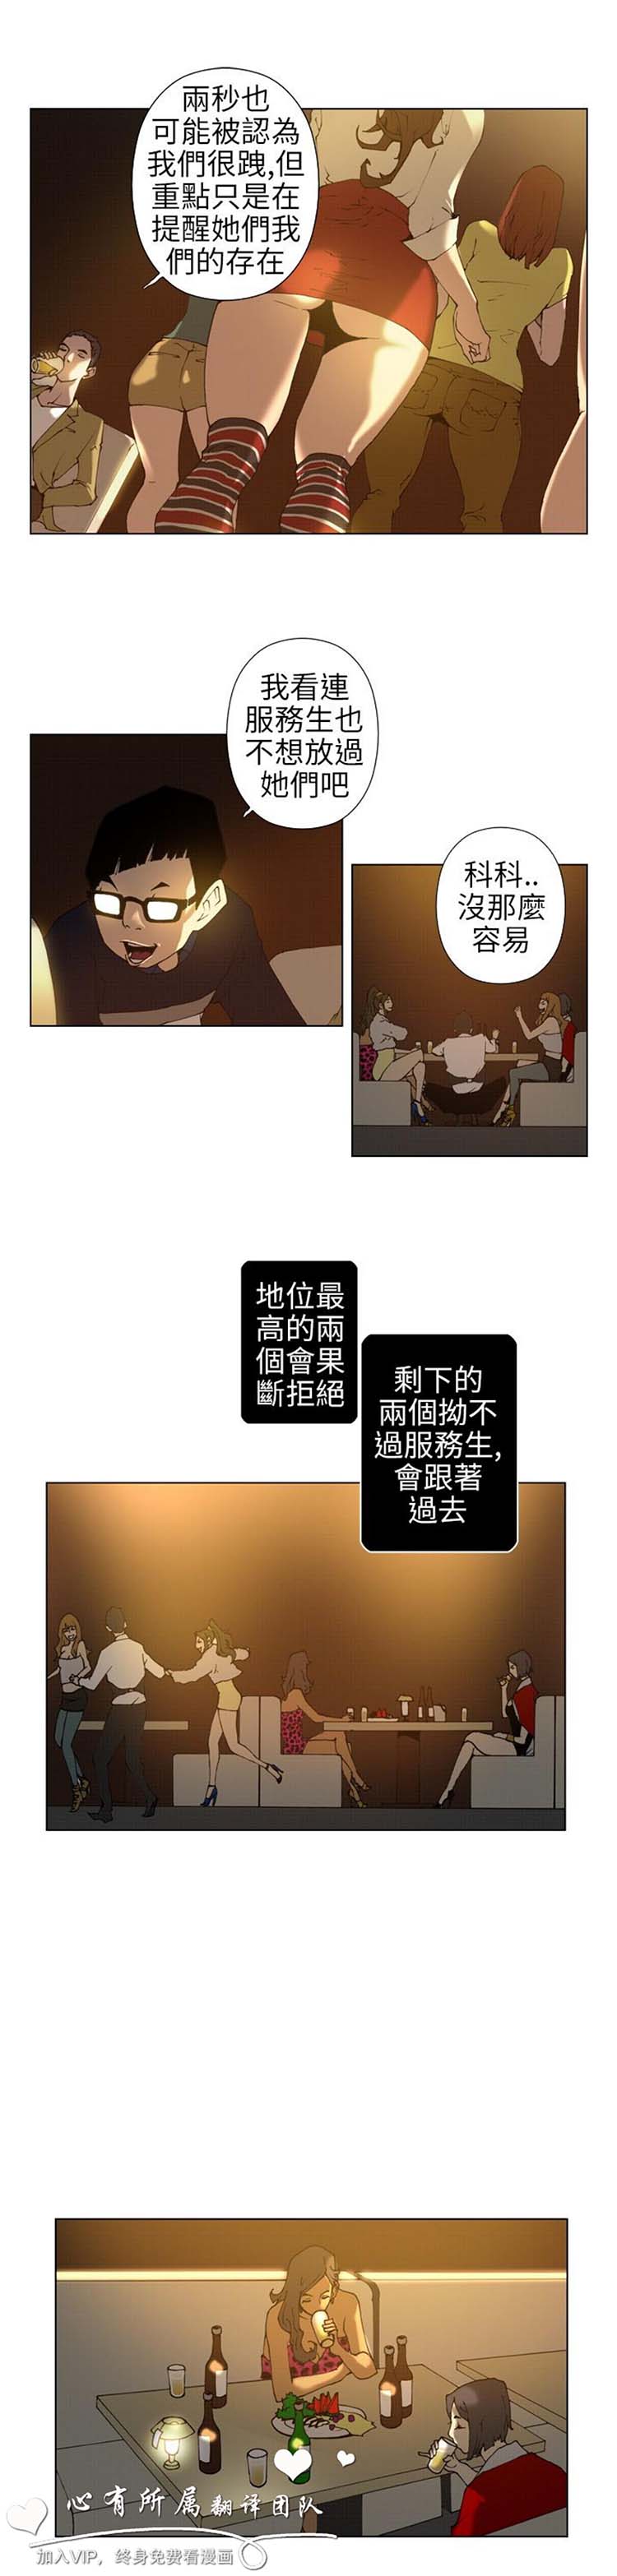 兩秒也
可能被認為
我們很跩,但
重點只是在
提醒她們我
們的存在
我看連
服務生也
不想放過
她們吧
科科..
沒那麼
容易
地位最
高的兩
個會果
斷拒絕
剩下的
兩個拗不
過服務生,
會跟著
過去
心有所属翻译团队
加入VIP，终身免费看漫画